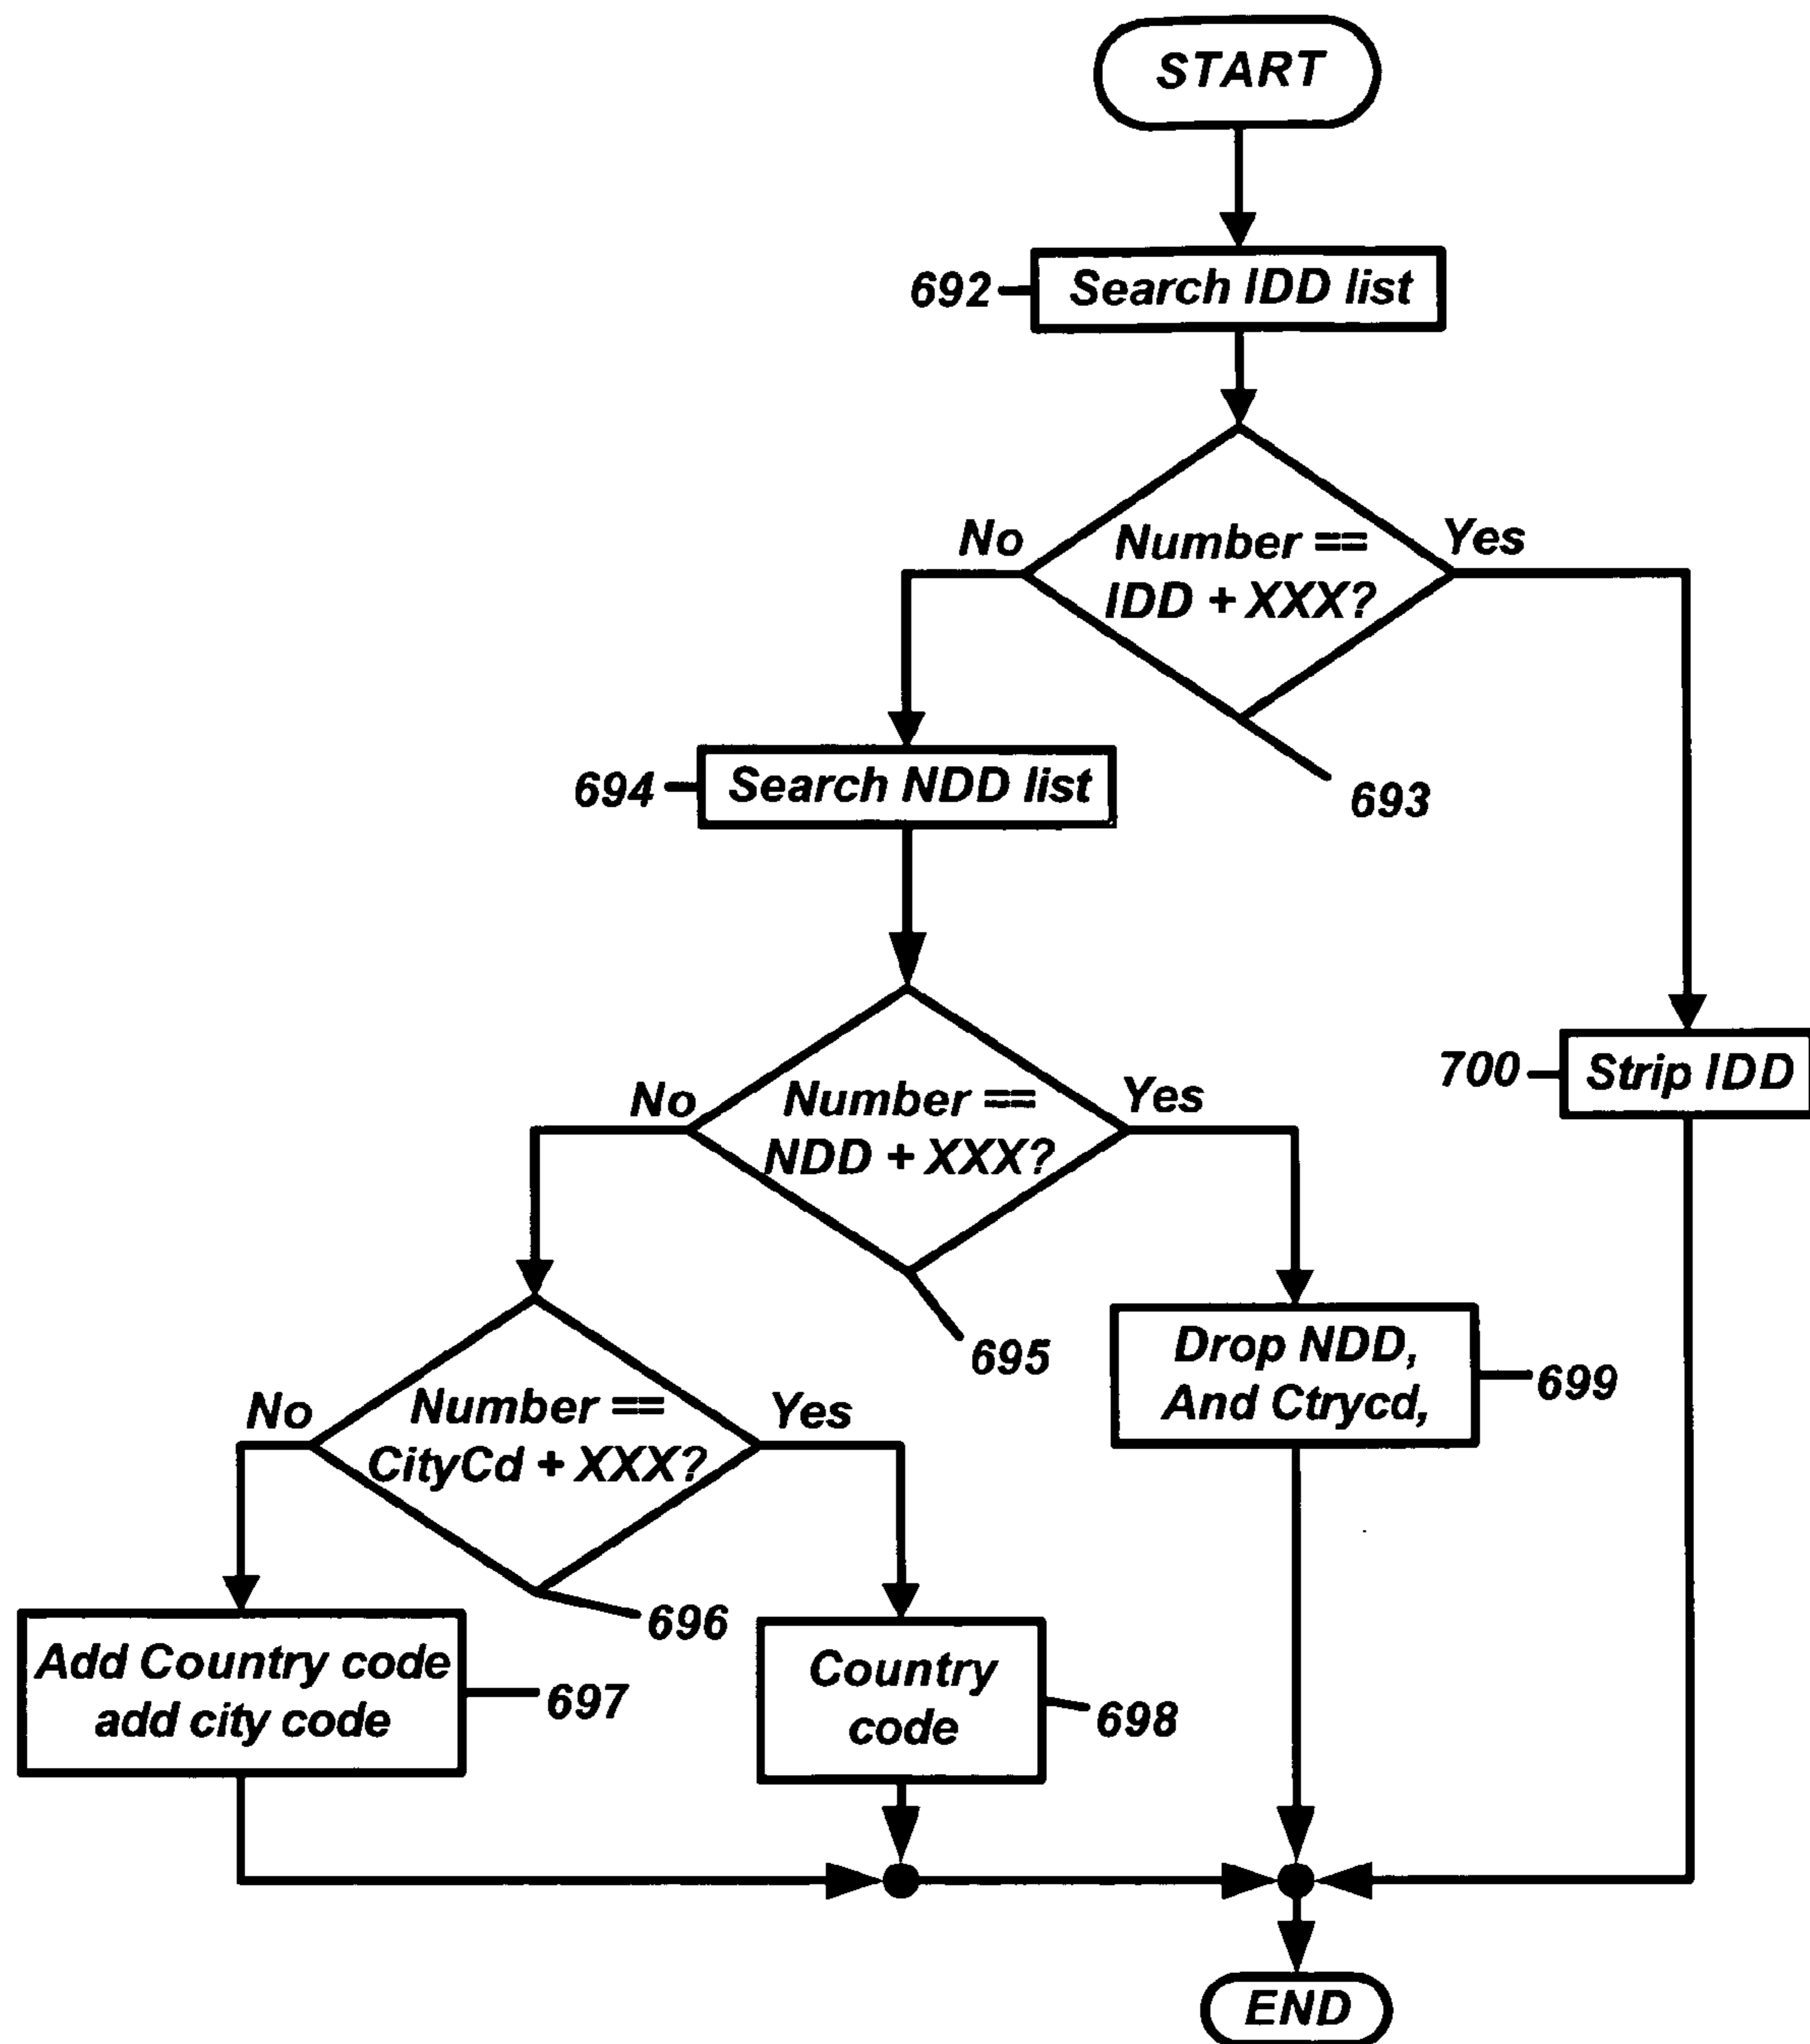 START
692
Search IDD list
No
Number ==
IDD + XXX?
Yes
693
694
Search NDD list
No
Number ==
NDD + XXX?
Yes
695
700
Strip IDD
No
Number ==
CityCd + XXX?
Yes
696
Drop NDD,
And Ctrycd,
699
Add Country code
add city code
697
Country
code
698
END